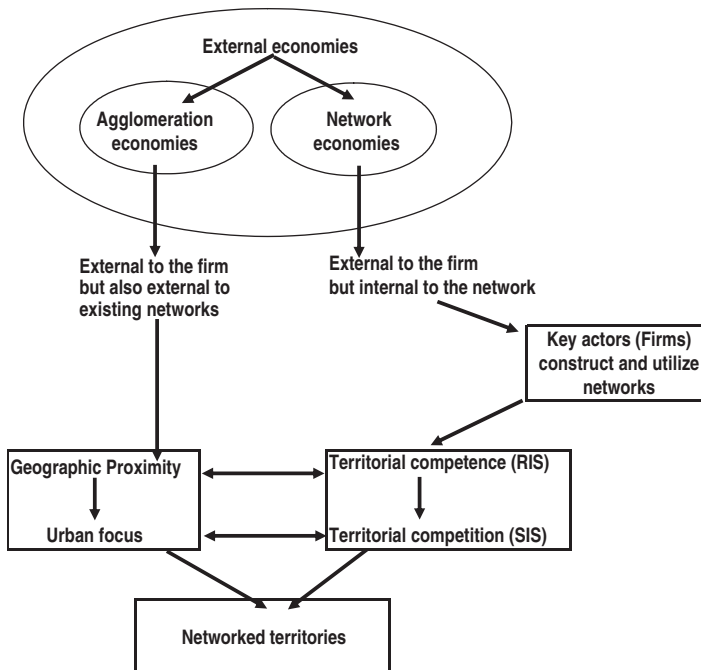 External economies
Agglomeration
economies
Network
economies
External to the firm
but also external to
existing networks
External to the firm
but internal to the network
Key actors (Firms)
construct and utilize
networks
Geographic Proximity
Urban focus
Territorial competence (RIS)
Territorial competition (SIS)
Networked territories